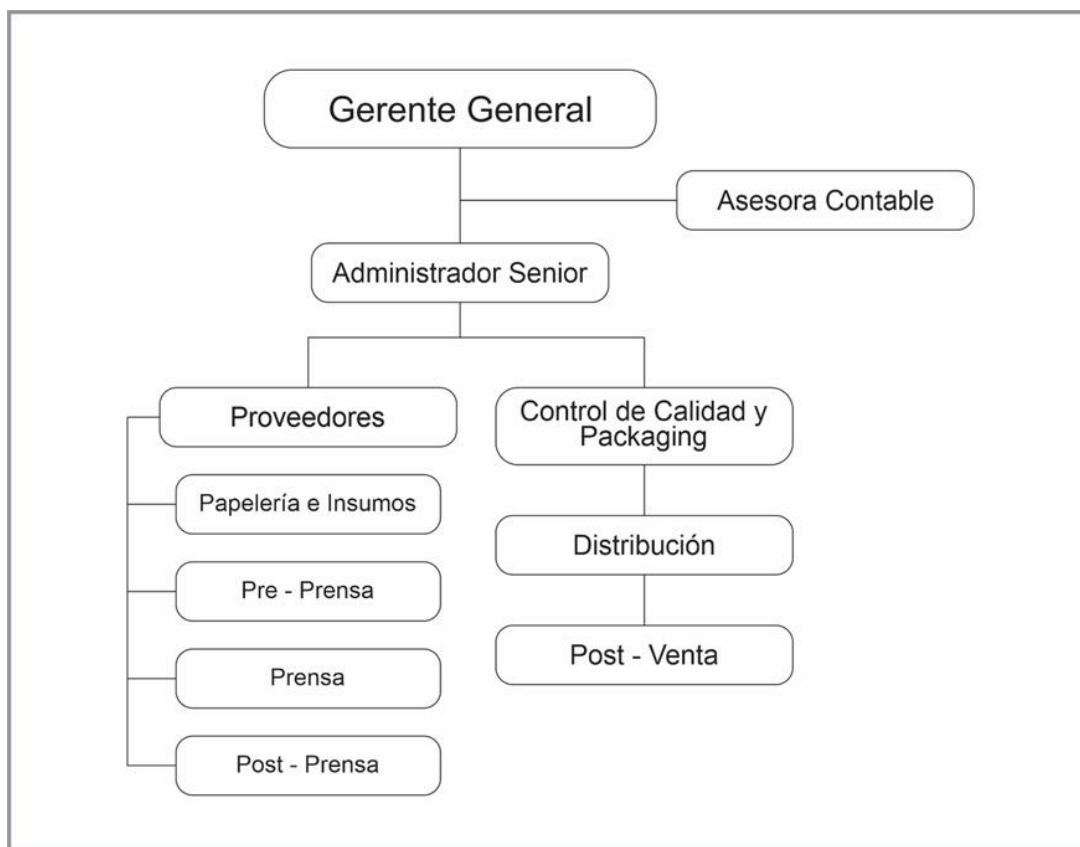 Gerente General
Asesora Contable
Administrador Senior
Proveedores
Papelería e Insumos
Pre - Prensa
Prensa
Post - Prensa
Control de Calidad y
Packaging
Distribución
Post - Venta